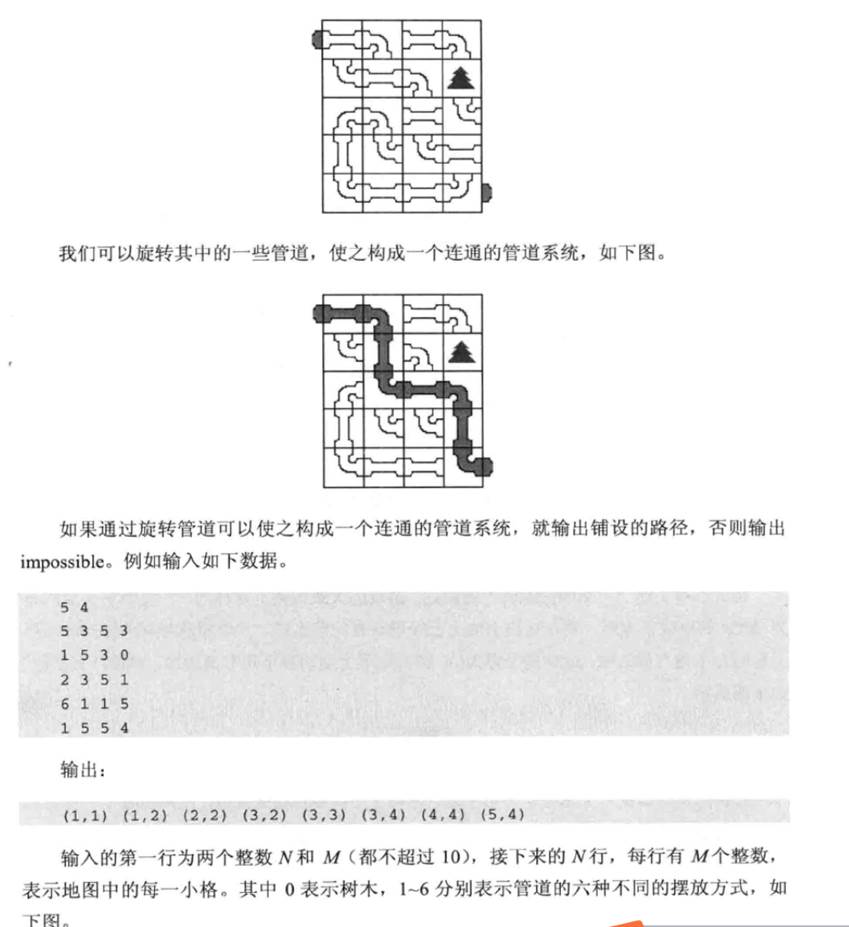 我们可以旋转其中的一些管道，使之构成一个连通的管道系统，如下图。
如果通过旋转管道可以使之构成一个连通的管道系统，就输出铺设的路径，否则输出
impossible。例如输入如下数据。
5 4
5 3 5 3
1 5 3 0
2 3 5 1
6 1 1 5
1 5 5 4
输出：
(1,1) (1,2) (2,2) (3,2) (3,3) (3,4) (4,4) (5,4)
输入的第一行为两个整数 N 和 M（都不超过 10），接下来的 N 行，每行有 M 个整数，
表示地图中的每一小格。其中 0 表示树木，1~6 分别表示管道的六种不同的摆放方式，如
下图。